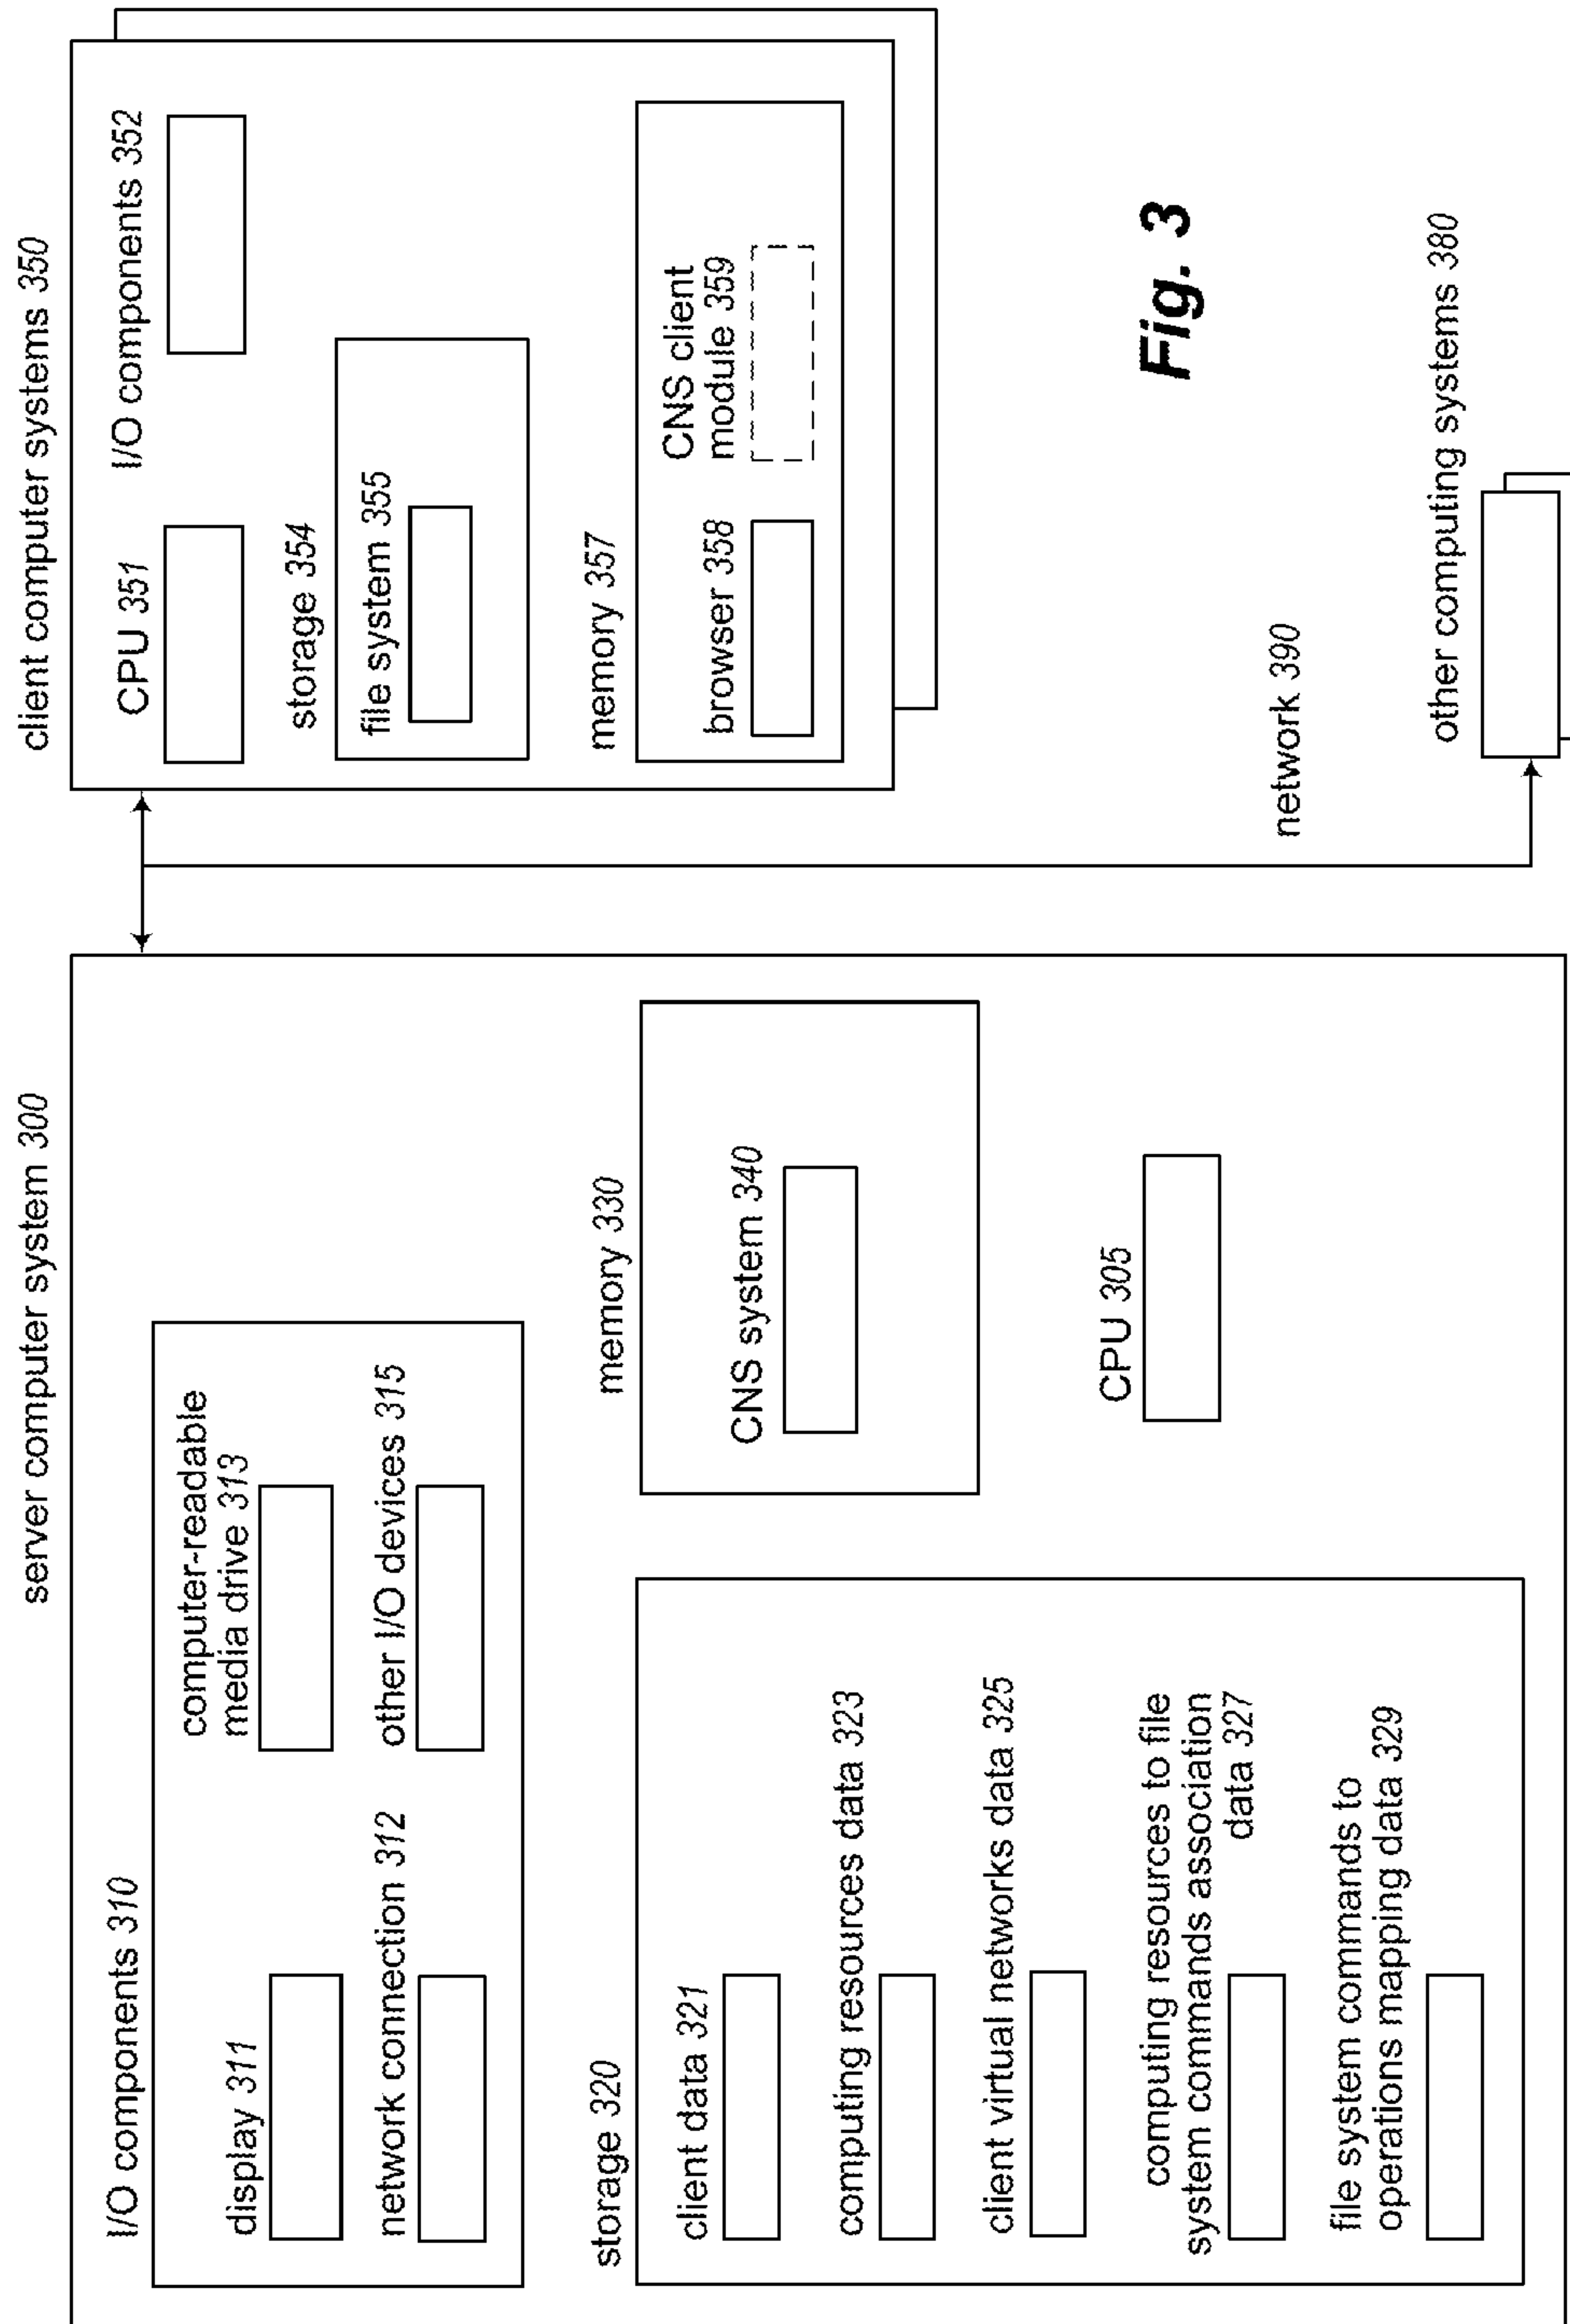 server computer system 300
I/O components 310
display 311
network connection 312
computer-readable
media drive 313
other I/O devices 315
storage 320
client data 321
computing resources data 323
client virtual networks data 325
computing resources to file
system commands association
data 327
file system commands to
operations mapping data 329
memory 330
CNS system 340
CPU 305
client computer systems 350
CPU 351
I/O components 352
storage 354
file system 355
memory 357
browser 358
CNS client
module 359
network 390
other computing systems 380
Fig. 3